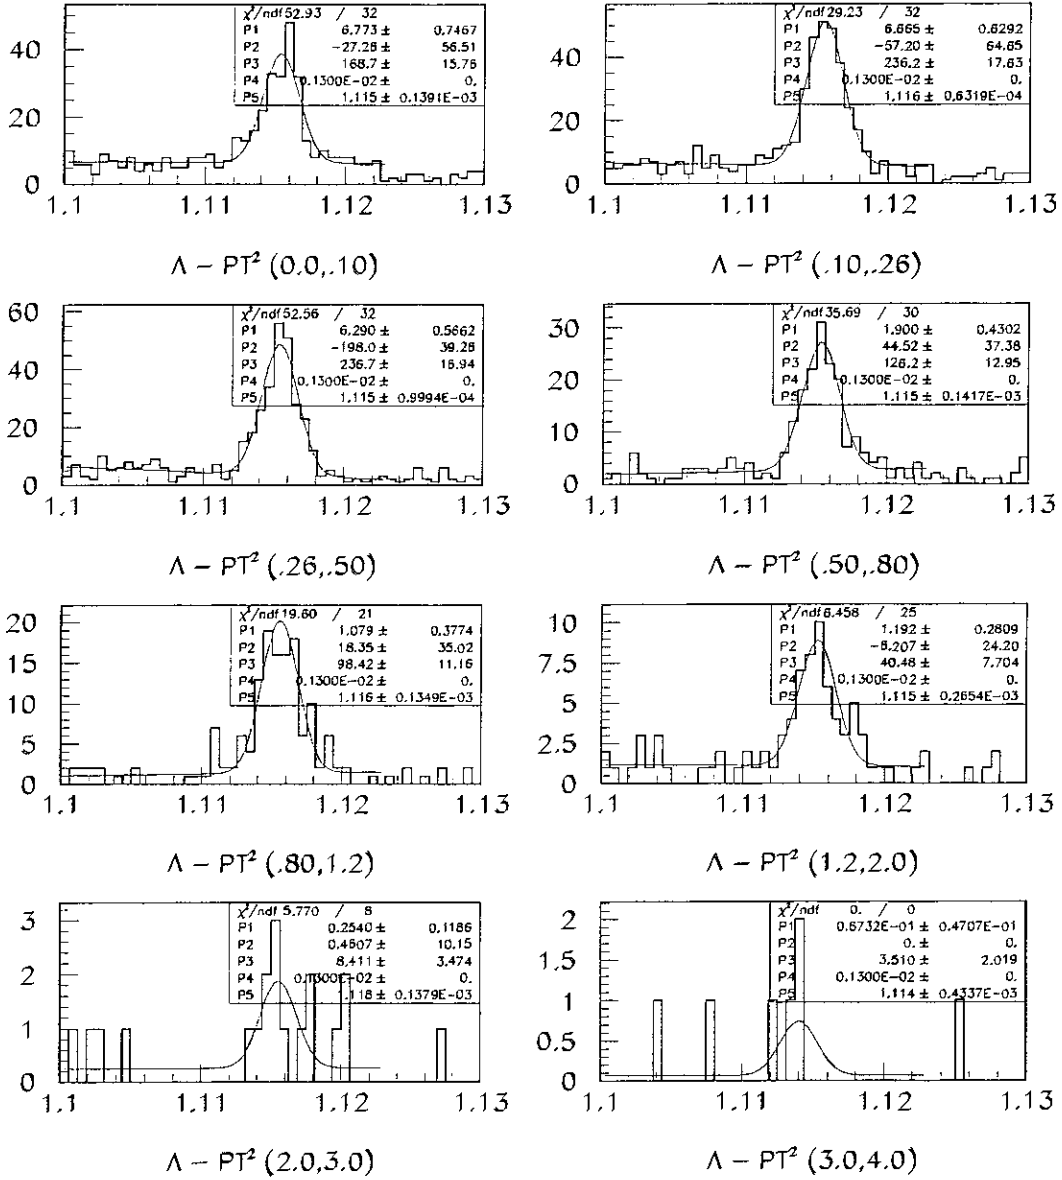 χ²/ndf 52.93 / 32
P1 6.773 ± 0.7467
P2 -27.26 ± 56.51
P3 168.7 ± 15.76
P4 0.1300E-02 ± 0.
P5 1.115 ± 0.1391E-03
40
20
0
1.1 1.11 1.12 1.13
Λ – PT² (0.0,.10)
χ²/ndf 29.23 / 32
P1 6.665 ± 0.6292
P2 -57.20 ± 64.65
P3 236.2 ± 17.63
P4 0.1300E-02 ± 0.
P5 1.116 ± 0.6319E-04
40
20
0
1.1 1.11 1.12 1.13
Λ – PT² (.10,.26)
χ²/ndf 52.56 / 32
P1 6.290 ± 0.5662
P2 -198.0 ± 39.26
P3 236.7 ± 16.94
P4 0.1300E-02 ± 0.
P5 1.115 ± 0.9994E-04
60
40
20
0
1.1 1.11 1.12 1.13
Λ – PT² (.26,.50)
χ²/ndf 35.69 / 30
P1 1.900 ± 0.4302
P2 44.52 ± 37.38
P3 126.2 ± 12.95
P4 0.1300E-02 ± 0.
P5 1.115 ± 0.1417E-03
30
20
10
0
1.1 1.11 1.12 1.13
Λ – PT² (.50,.80)
χ²/ndf 19.60 / 21
P1 1.079 ± 0.3774
P2 18.35 ± 35.02
P3 98.42 ± 11.16
P4 0.1300E-02 ± 0.
P5 1.116 ± 0.1349E-03
20
15
10
5
0
1.1 1.11 1.12 1.13
Λ – PT² (.80,1.2)
χ²/ndf 6.458 / 25
P1 1.192 ± 0.2809
P2 -8.207 ± 24.20
P3 40.48 ± 7.704
P4 0.1300E-02 ± 0.
P5 1.115 ± 0.2654E-03
10
7.5
5
2.5
0
1.1 1.11 1.12 1.13
Λ – PT² (1.2,2.0)
χ²/ndf 5.770 / 8
P1 0.2540 ± 0.1186
P2 0.4607 ± 10.15
P3 8.411 ± 3.474
P4 0.1300E-02 ± 0.
P5 1.116 ± 0.1379E-03
3
2
1
0
1.1 1.11 1.12 1.13
Λ – PT² (2.0,3.0)
χ²/ndf 0. / 0
P1 0.6732E-01 ± 0.4707E-01
P2 0. ± 0.
P3 3.510 ± 2.019
P4 0.1300E-02 ± 0.
P5 1.114 ± 0.4337E-03
2
1.5
1
0.5
0
1.1 1.11 1.12 1.13
Λ – PT² (3.0,4.0)